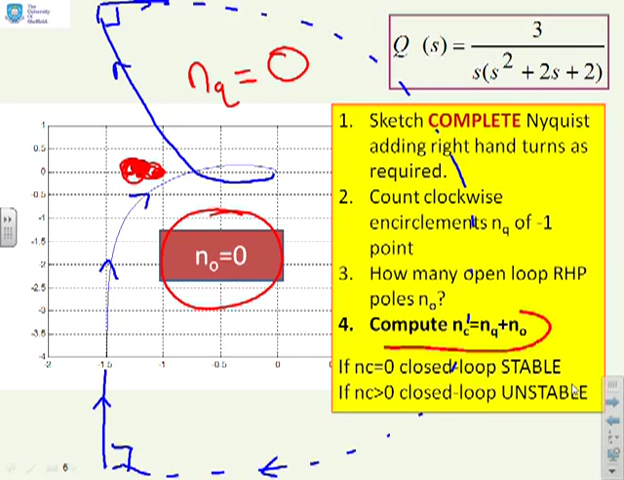 The
University
Of
Sheffield.
n_q = 0
Q (s) = 3 / s(s^2 + 2s + 2)
1
0.5
0
-0.5
-1
-1.5
-2
-2.5
-3
-3.5
-4
-2
-1.5
-1
-0.5
0
n_o=0
1. Sketch COMPLETE Nyquist
adding right hand turns as
required.
2. Count clockwise
encirclements n_q of -1
point
3. How many open loop RHP
poles n_o?
4. Compute n_c=n_q+n_o
If nc=0 closed-loop STABLE
If nc>0 closed-loop UNSTABLE
6